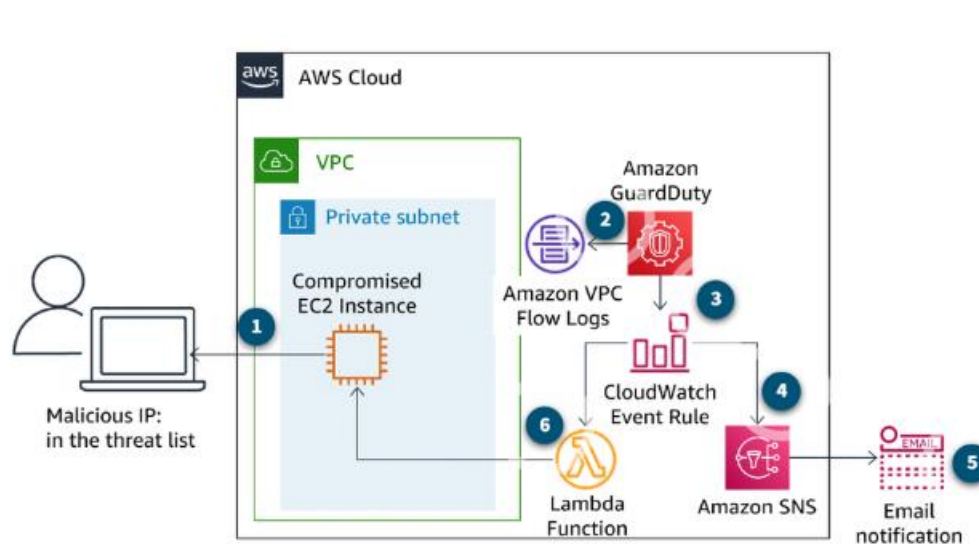 aws
AWS Cloud
VPC
Amazon
GuardDuty
Private subnet
2
Compromised
EC2 Instance
Amazon VPC
Flow Logs
3
1
CloudWatch
Event Rule
4
Malicious IP:
in the threat list
6
EMAIL
5
Lambda
Function
Amazon SNS
Email
notification